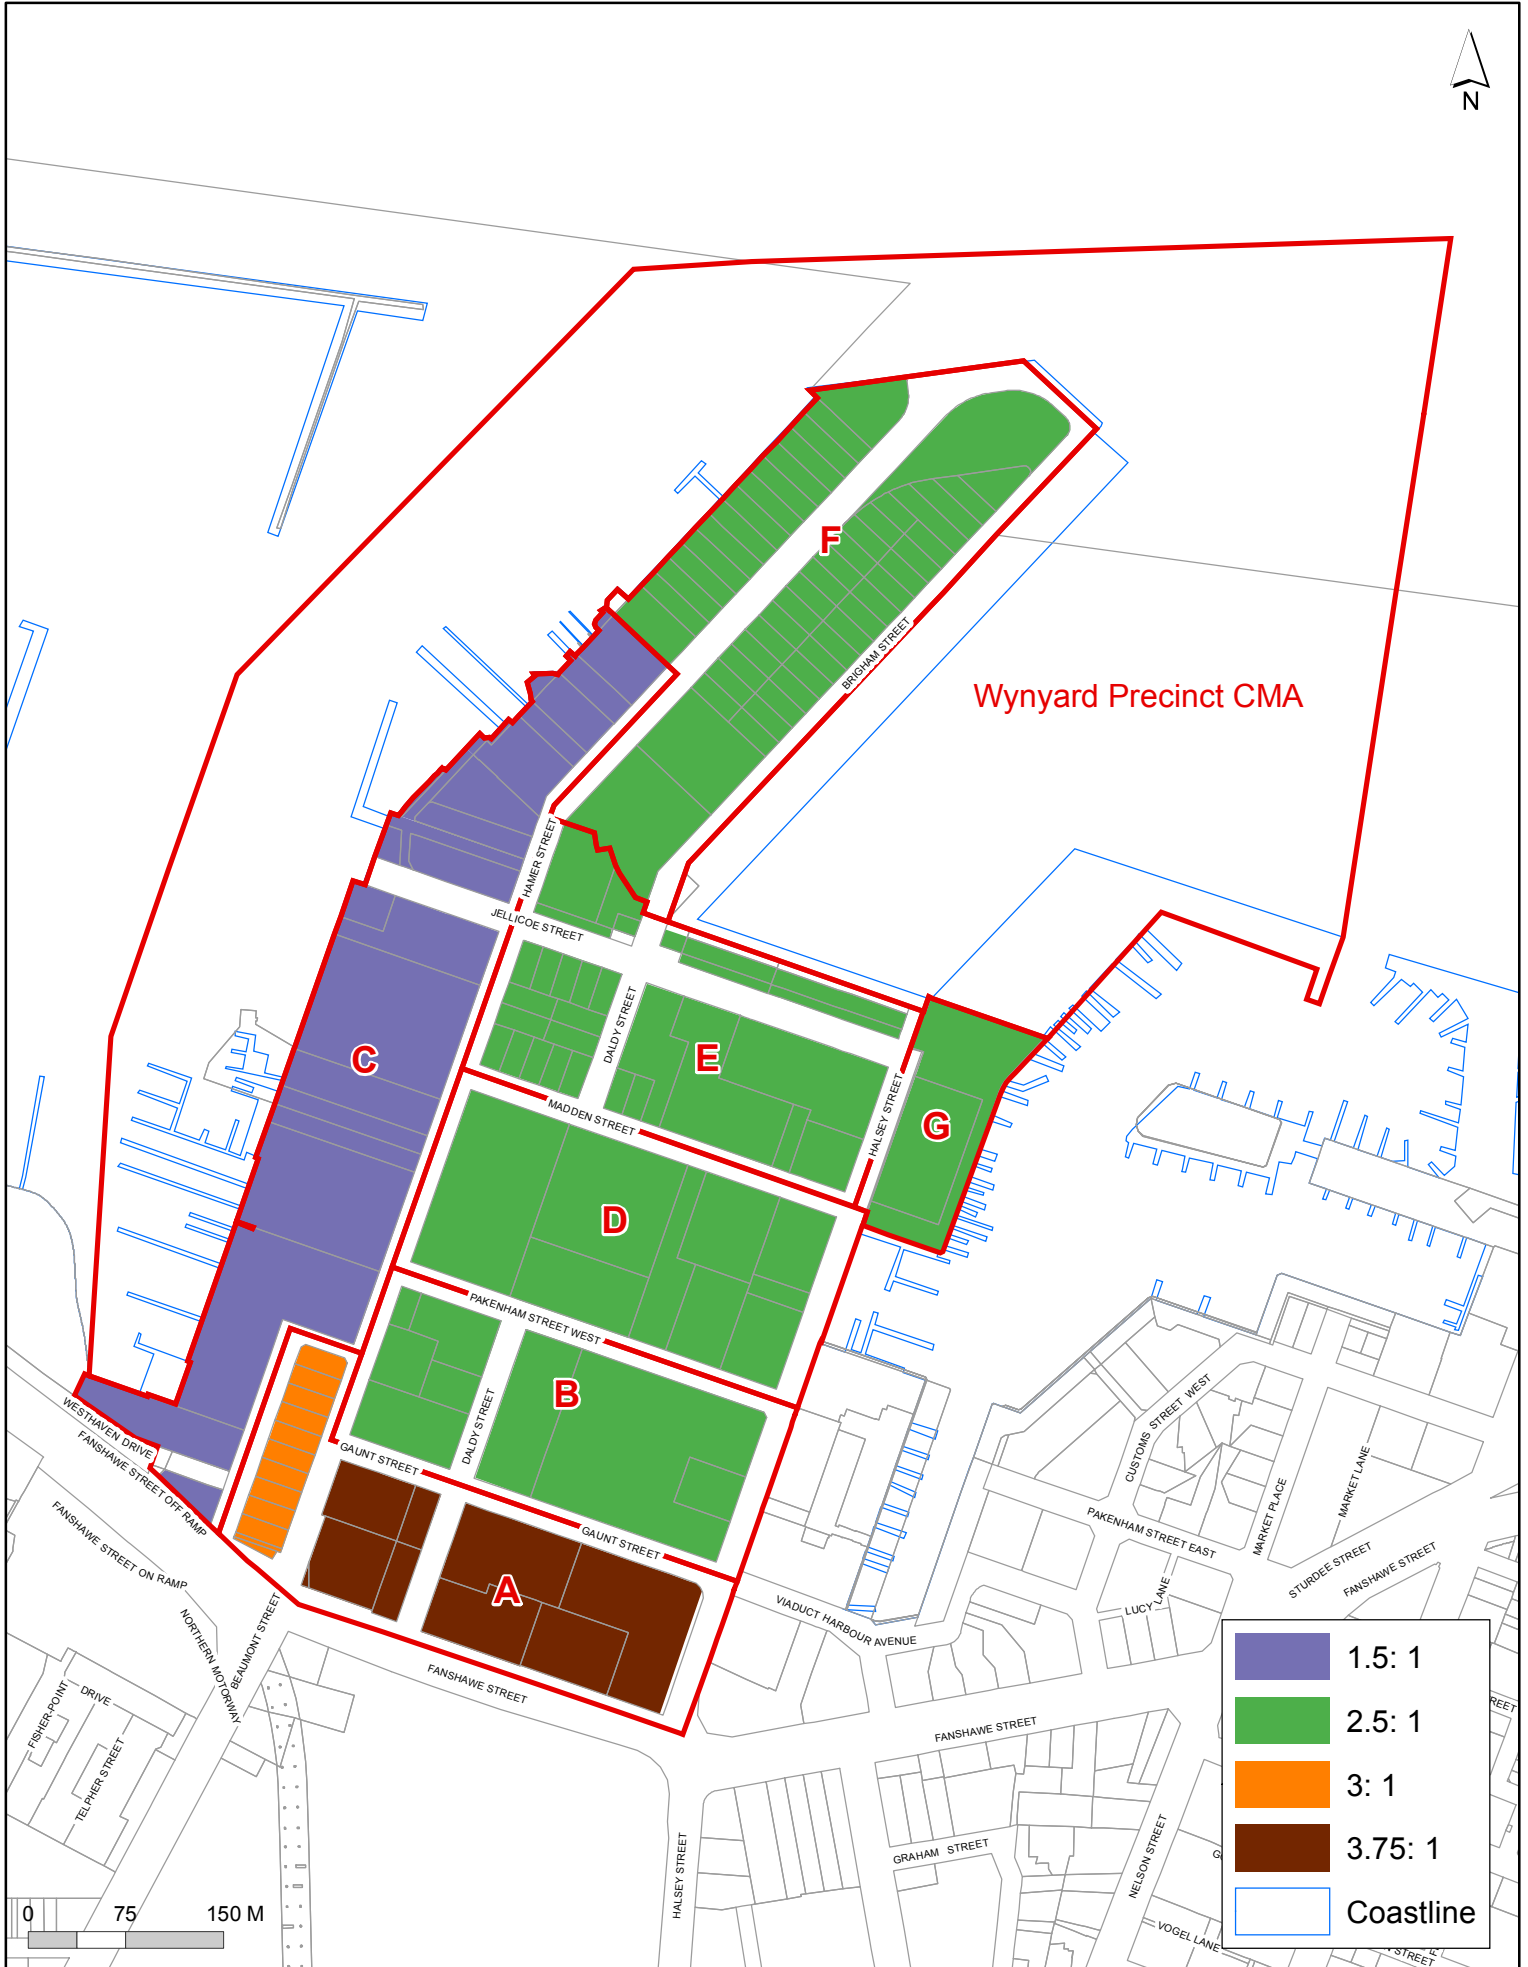 N
F
BRIGHAM STREET
Wynyard Precinct CMA
HAMER STREET
JELLICOE STREET
DALDY STREET
E
C
HALSEY STREET
G
MADDEN STREET
D
PAKENHAM STREET WEST
B
DALDY STREET
GAUNT STREET
GAUNT STREET
A
WESTHAVEN DRIVE
FANSHAWE STREET OFF RAMP
FANSHAWE STREET ON RAMP
NORTHERN MOTORWAY
BEAUMONT STREET
FANSHAWE STREET
VIADUCT HARBOUR AVENUE
CUSTOMS STREET WEST
PAKENHAM STREET EAST
MARKET PLACE
MARKET LANE
STURDEE STREET
FANSHAWE STREET
LUCY LANE
FISHER-POINT
DRIVE
TELPHER STREET
FANSHAWE STREET
HALSEY STREET
GRAHAM STREET
NELSON STREET
VOGEL LANE
1.5: 1
2.5: 1
3: 1
3.75: 1
Coastline
0 75 150 M